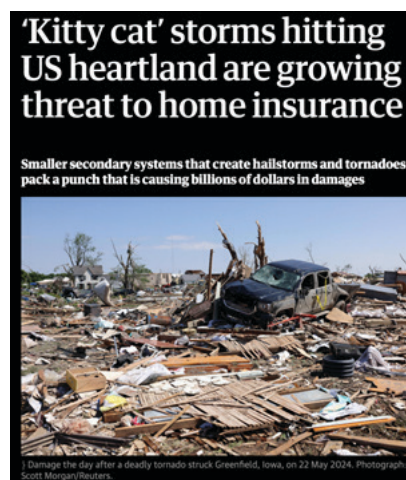 ‘Kitty cat’ storms hitting
US heartland are growing
threat to home insurance
Smaller secondary systems that create hailstorms and tornadoes
pack a punch that is causing billions of dollars in damages
) Damage the day after a deadly tornado struck Greenfield, Iowa, on 22 May 2024. Photograph:
Scott Morgan/Reuters.